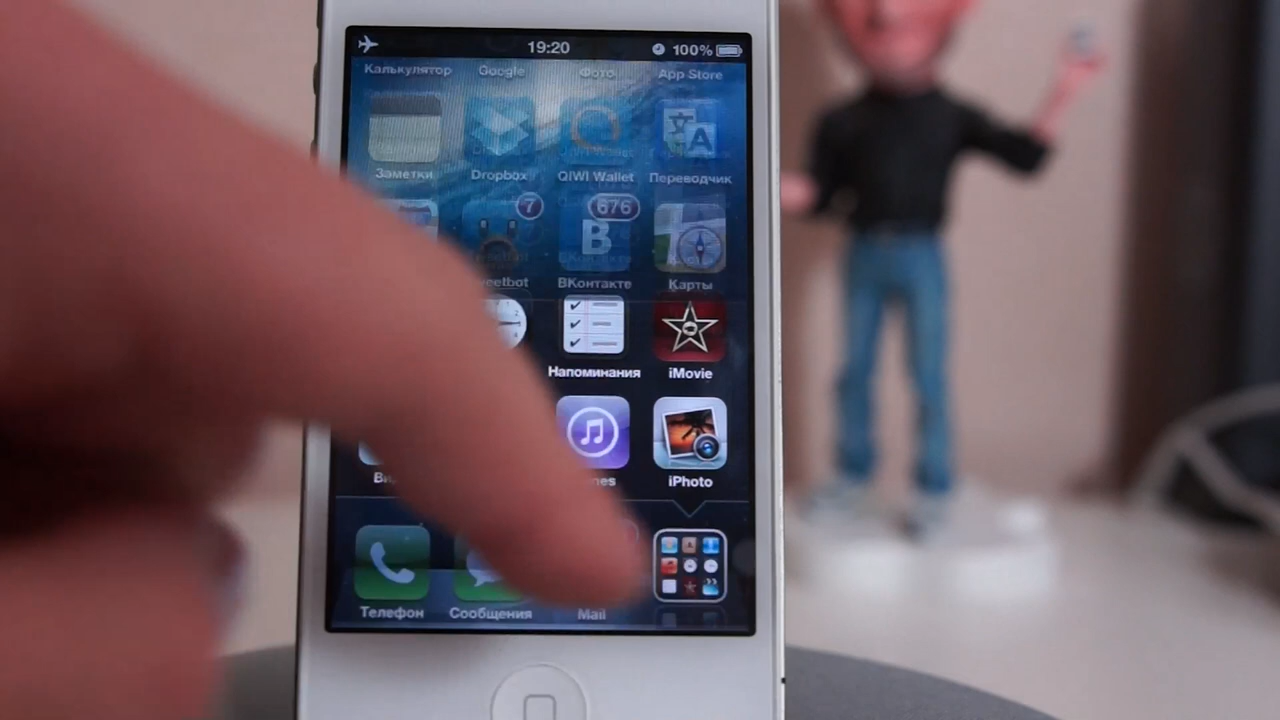 19:20 100%
Калькулятор Google Фото App Store
Заметки Dropbox QIWI Wallet Переводчик
7 676
В
ВКонтакте Карты
Напоминания iMovie
iPhoto
Телефон Сообщения Mail